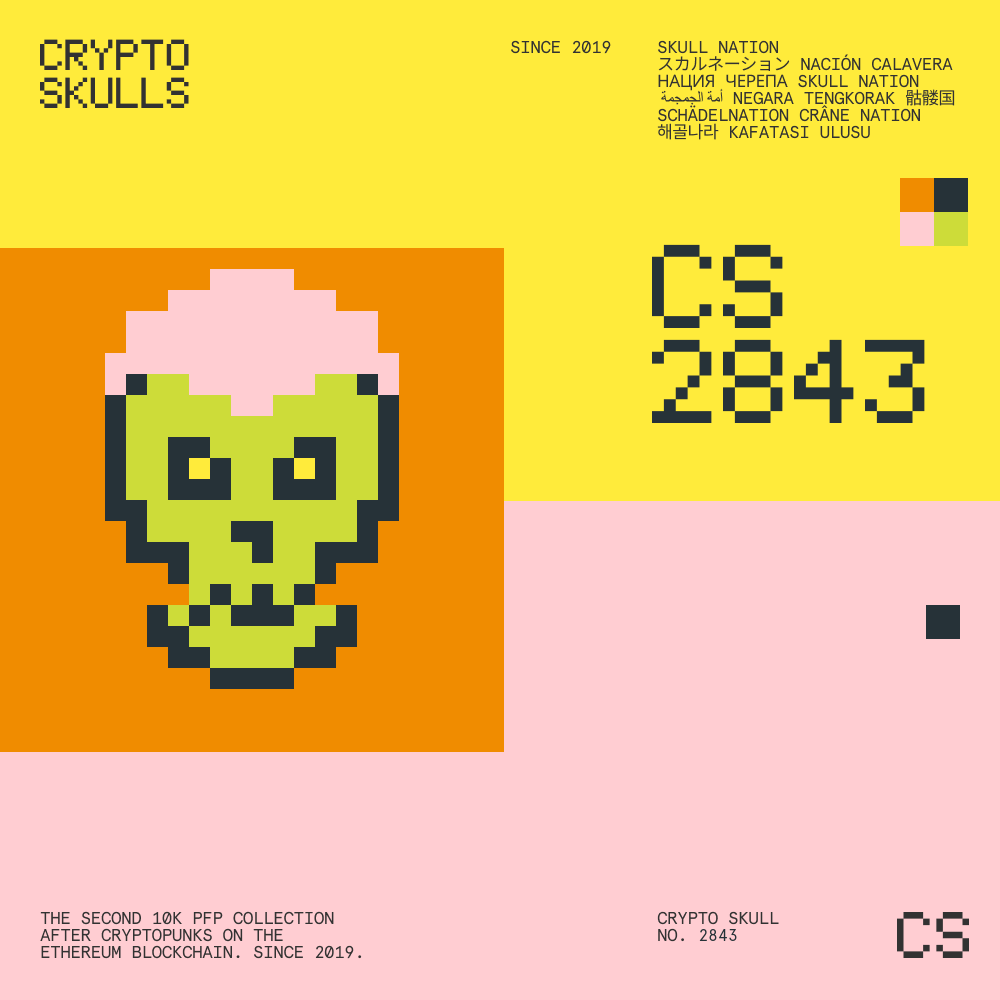 CRYPTO
SKULLS
SINCE 2019
SKULL NATION
スカルネーション NACIÓN CALAVERA
НАЦИЯ ЧЕРЕПА SKULL NATION
أمة الجمجمة NEGARA TENGKORAK 骷髅国
SCHÄDELNATION CRÂNE NATION
해골나라 KAFATASI ULUSU
CS
2843
THE SECOND 10K PFP COLLECTION
AFTER CRYPTOPUNKS ON THE
ETHEREUM BLOCKCHAIN. SINCE 2019.
CRYPTO SKULL
NO. 2843
CS